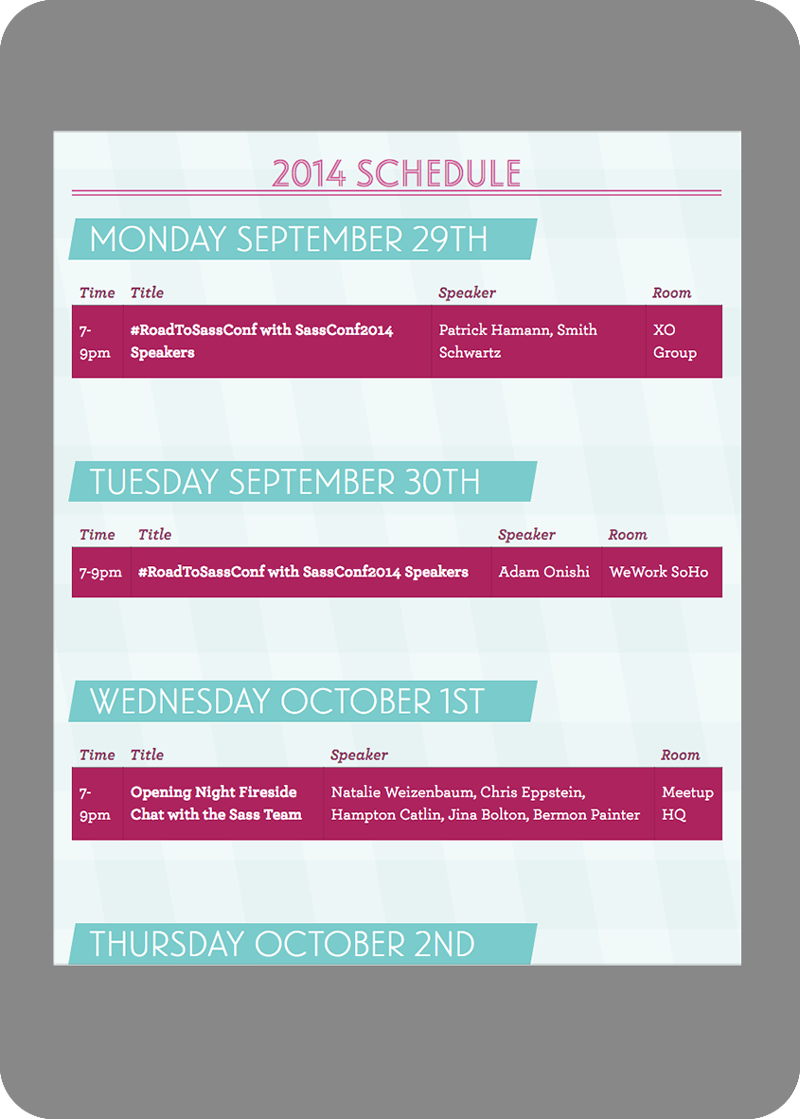 2014 SCHEDULE
MONDAY SEPTEMBER 29TH
Time Title Speaker Room
7- #RoadToSassConf with SassConf2014 Patrick Hamann, Smith XO
9pm Speakers Schwartz Group
TUESDAY SEPTEMBER 30TH
Time Title Speaker Room
7-9pm #RoadToSassConf with SassConf2014 Speakers Adam Onishi WeWork SoHo
WEDNESDAY OCTOBER 1ST
Time Title Speaker Room
7- Opening Night Fireside Natalie Weizenbaum, Chris Eppstein, Meetup
9pm Chat with the Sass Team Hampton Catlin, Jina Bolton, Bermon Painter HQ
THURSDAY OCTOBER 2ND